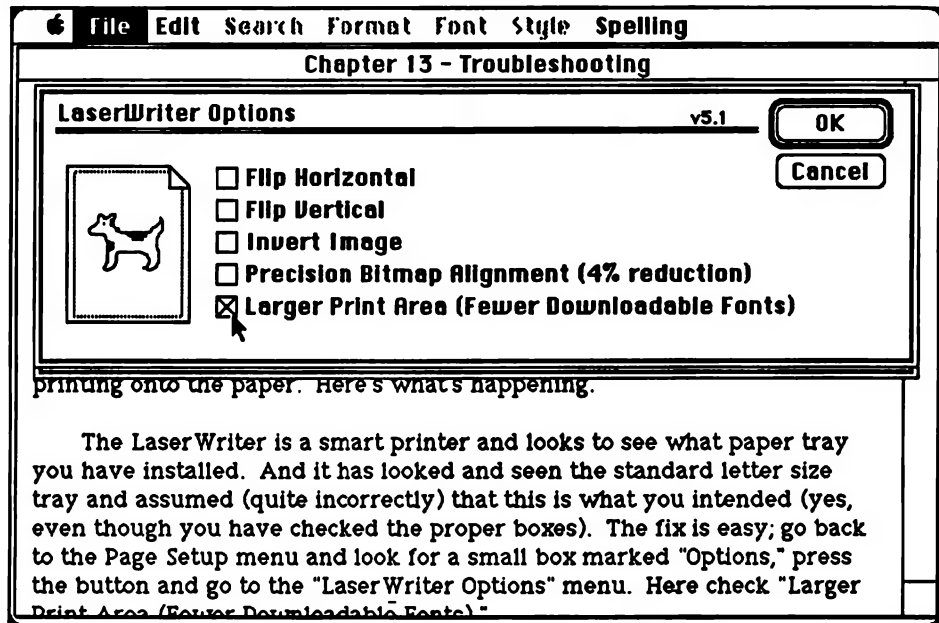 File Edit Search Format Font Style Spelling
Chapter 13 - Troubleshooting
LaserWriter Options v5.1 OK
Cancel
Flip Horizontal
Flip Vertical
Invert Image
Precision Bitmap Alignment (4% reduction)
Larger Print Area (Fewer Downloadable Fonts)
printing onto the paper. Here's what's happening.
The LaserWriter is a smart printer and looks to see what paper tray
you have installed. And it has looked and seen the standard letter size
tray and assumed (quite incorrectly) that this is what you intended (yes,
even though you have checked the proper boxes). The fix is easy; go back
to the Page Setup menu and look for a small box marked "Options," press
the button and go to the "LaserWriter Options" menu. Here check "Larger
Print Area (Fewer Downloadable Fonts)."